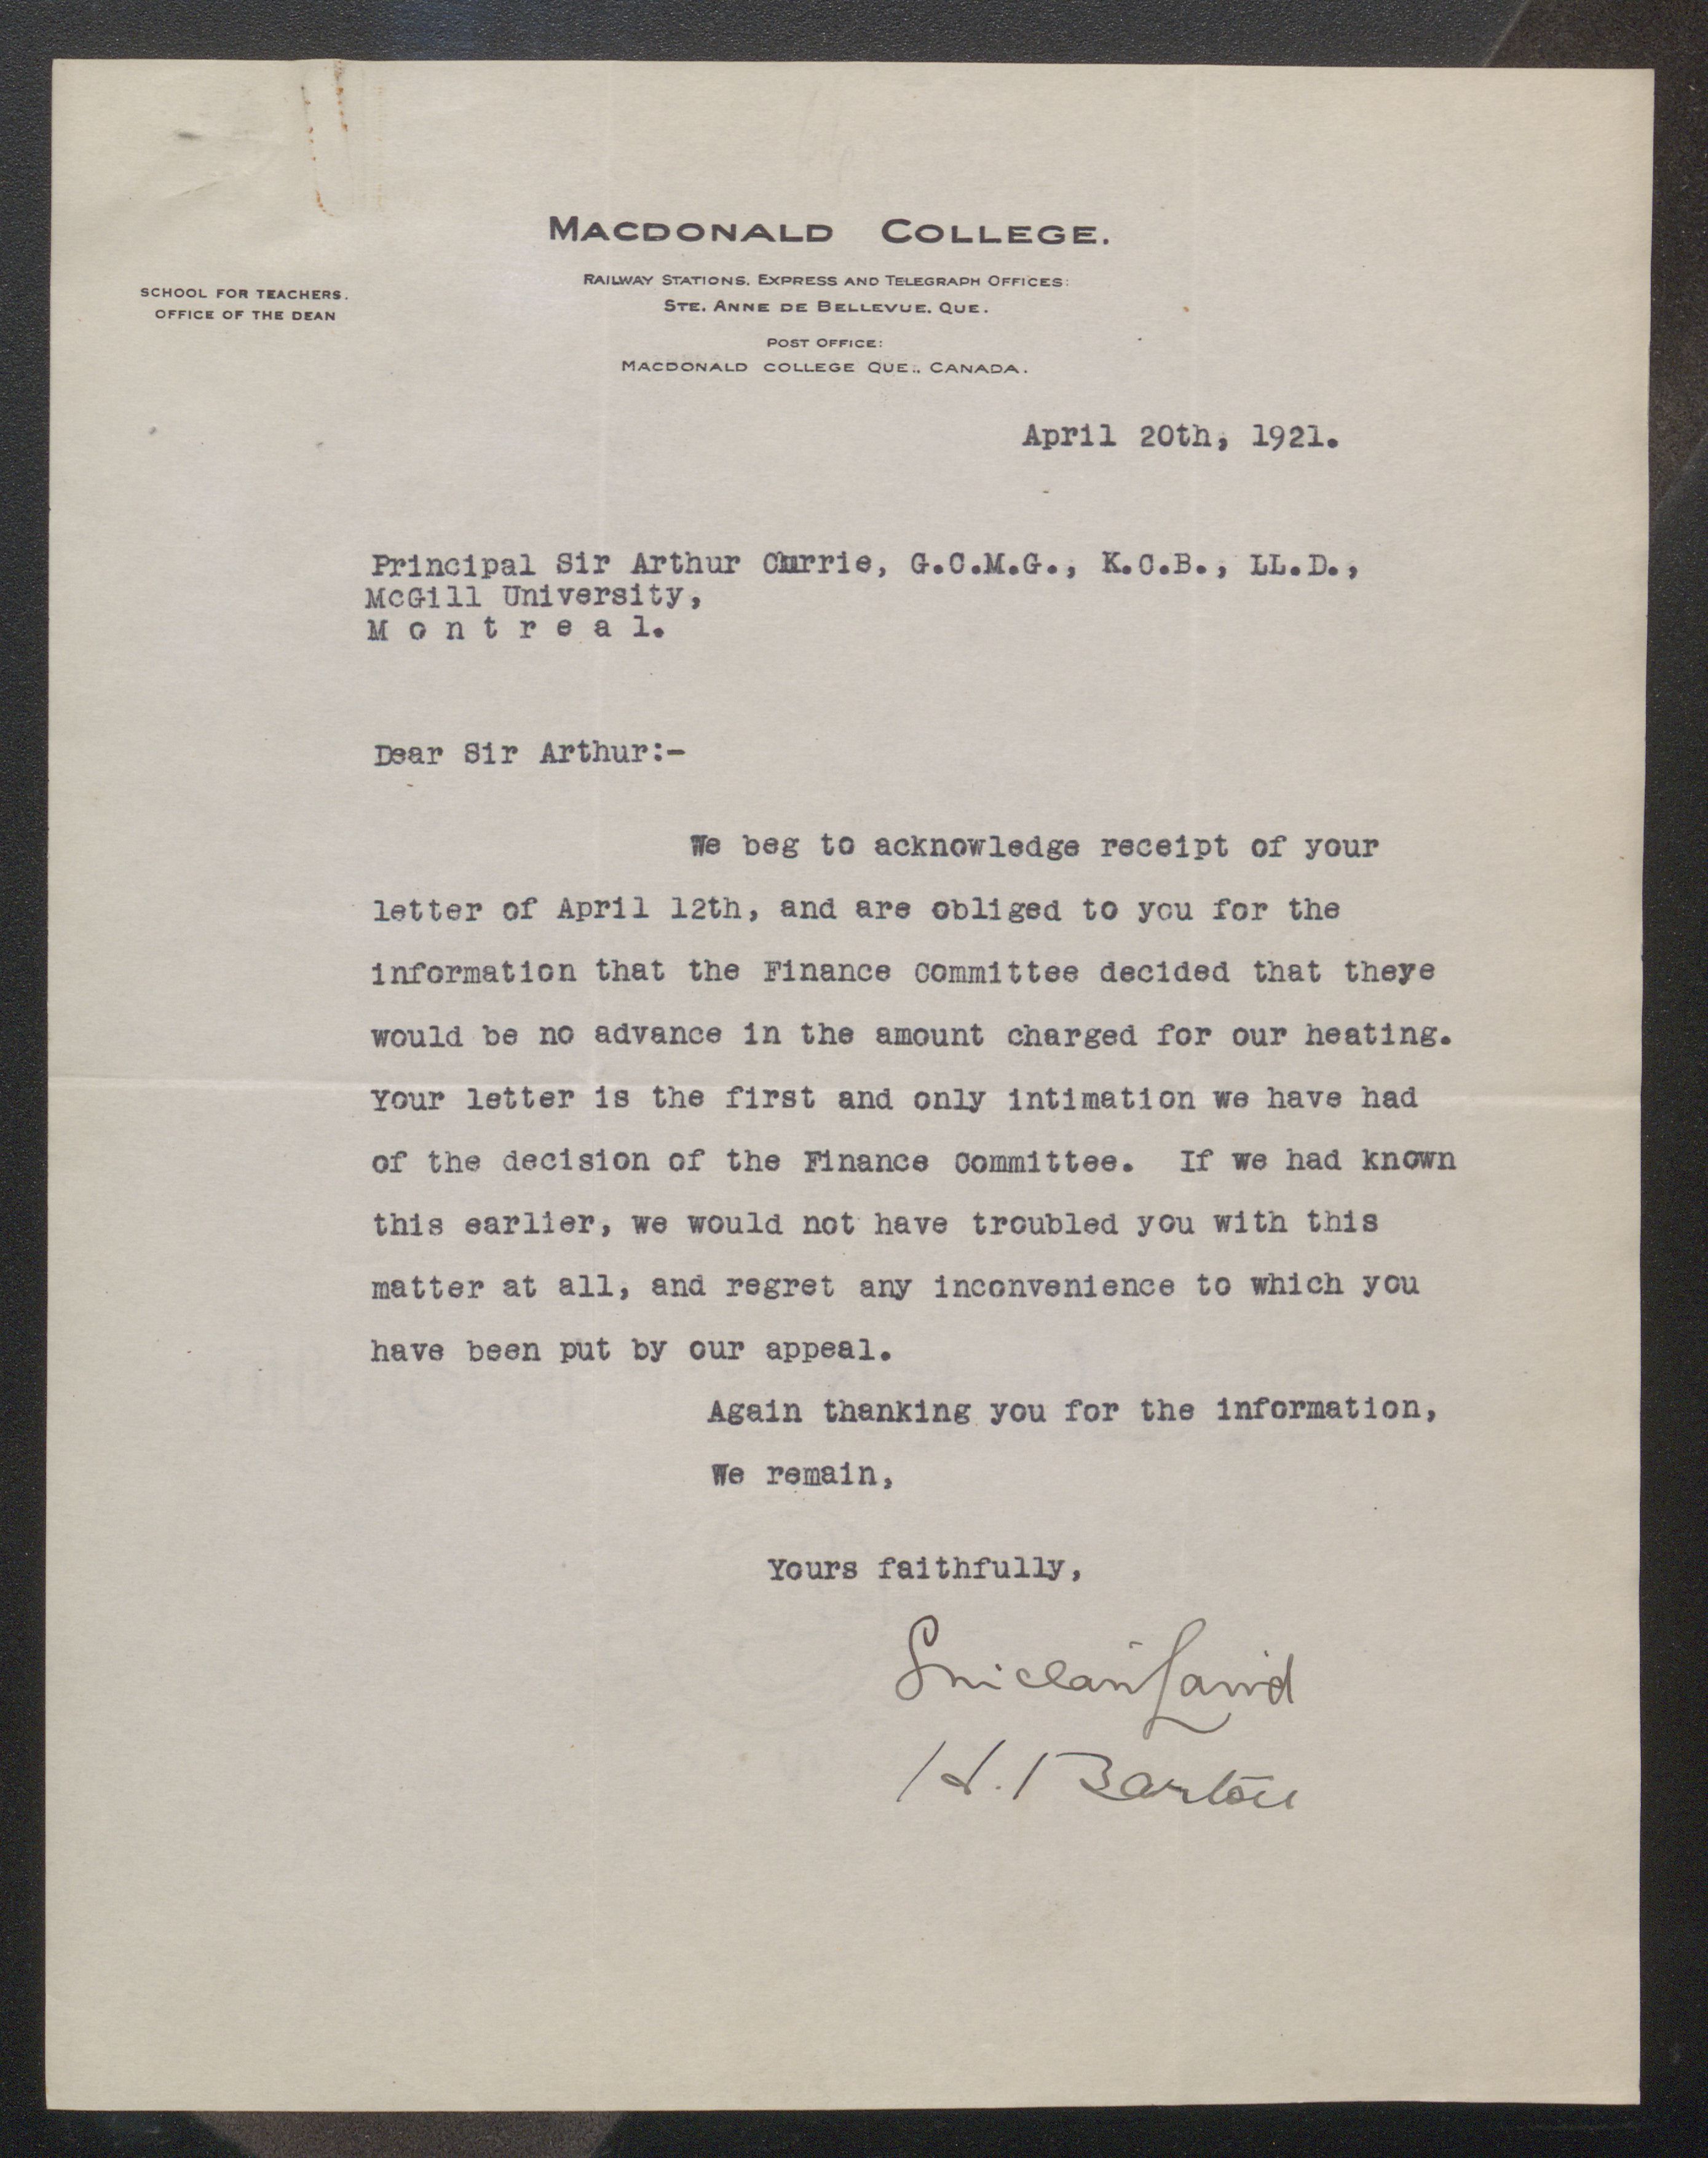 MACDONALD COLLEGE.
RAILWAY STATIONS, EXPRESS AND TELEGRAPH OFFICES:
STE. ANNE DE BELLEVUE. QUE.
POST OFFICE:
MACDONALD COLLEGE QUE., CANADA.
SCHOOL FOR TEACHERS.
OFFICE OF THE DEAN
April 20th, 1921.
Principal Sir Arthur Currie, G.C.M.G., K.C.B., LL.D.,
McGill University,
M o n t r e a l.
Dear Sir Arthur:-
We beg to acknowledge receipt of your
letter of April 12th, and are obliged to you for the
information that the Finance Committee decided that there
would be no advance in the amount charged for our heating.
Your letter is the first and only intimation we have had
of the decision of the Finance Committee. If we had known
this earlier, we would not have troubled you with this
matter at all, and regret any inconvenience to which you
have been put by our appeal.
Again thanking you for the information,
We remain,
Yours faithfully,
Sinclair Laird
H. Barton